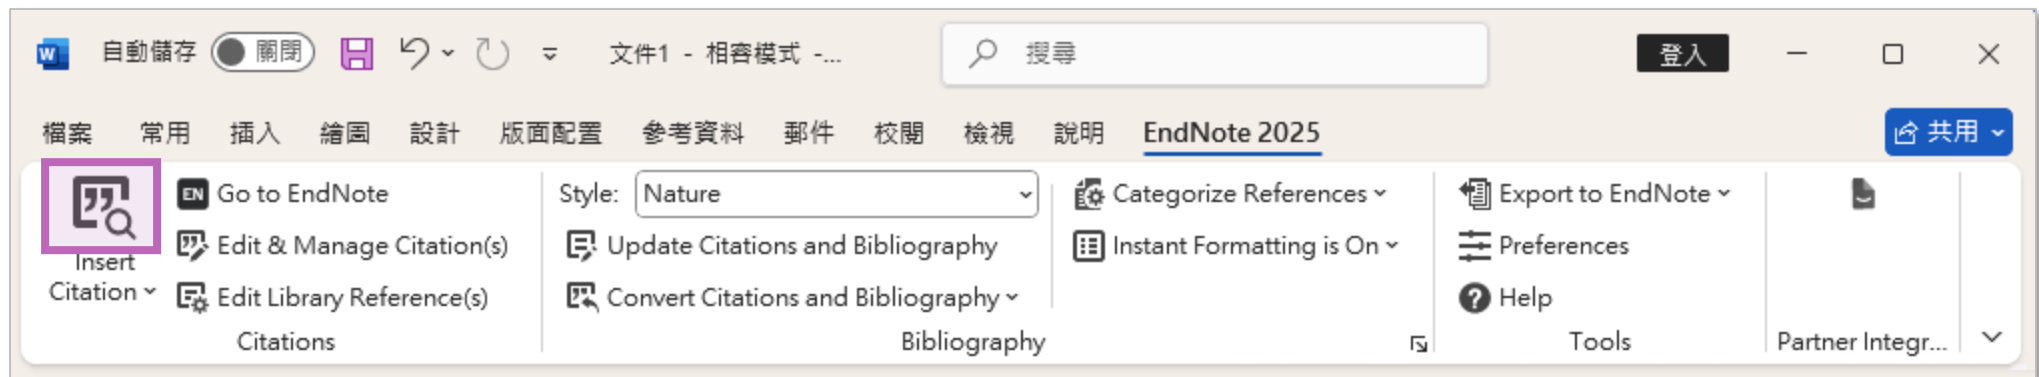 自動儲存 關閉 文件1 - 相容模式 -... 搜尋 登入
檔案 常用 插入 繪圖 設計 版面配置 參考資料 郵件 校閱 檢視 說明 EndNote 2025 共用
Insert
Citation
EN Go to EndNote
Edit & Manage Citation(s)
Edit Library Reference(s)
Citations
Style: Nature
Update Citations and Bibliography
Convert Citations and Bibliography
Categorize References
Instant Formatting is On
Bibliography
Export to EndNote
Preferences
Help
Tools
Partner Integr...